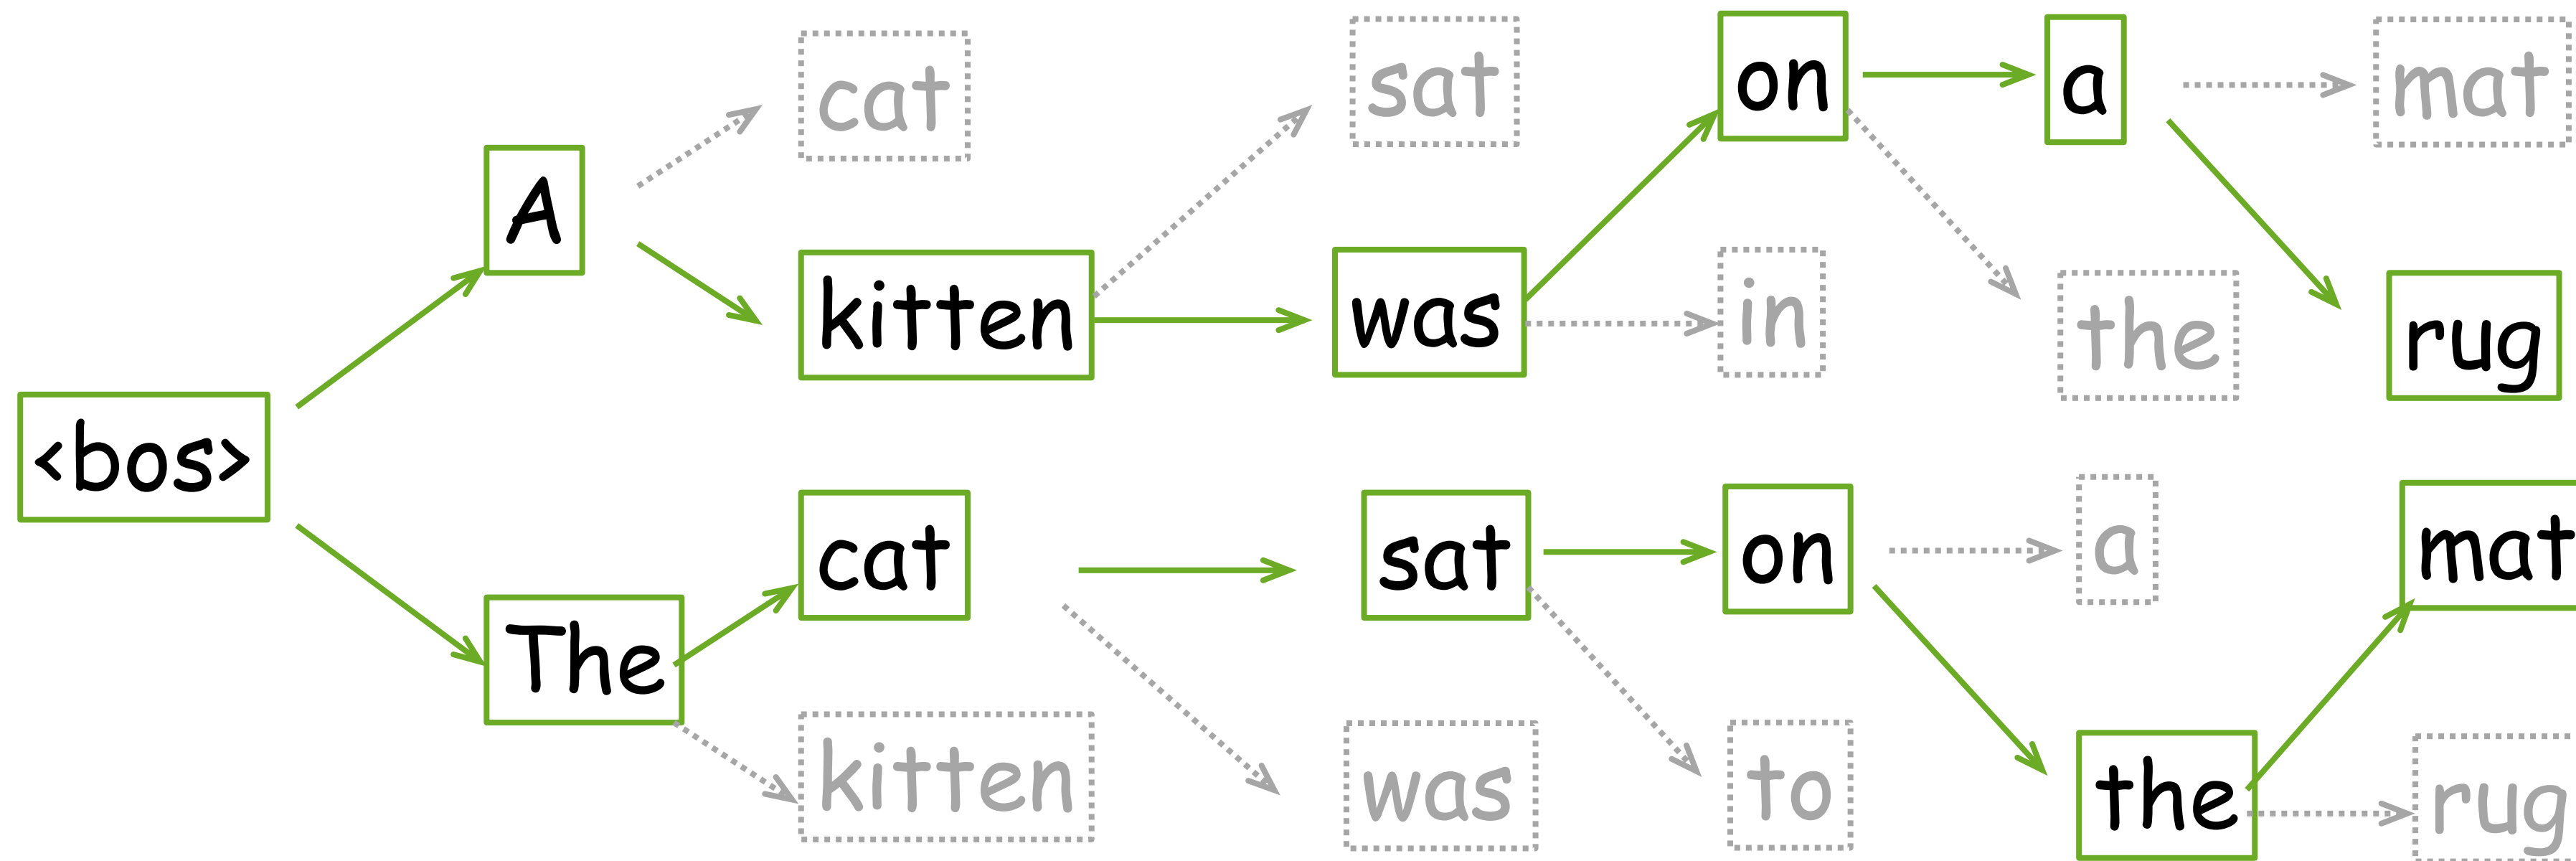 <bos>
A
The
cat
kitten
cat
kitten
sat
was
sat
was
on
in
on
to
a
the
a
the
mat
rug
mat
rug